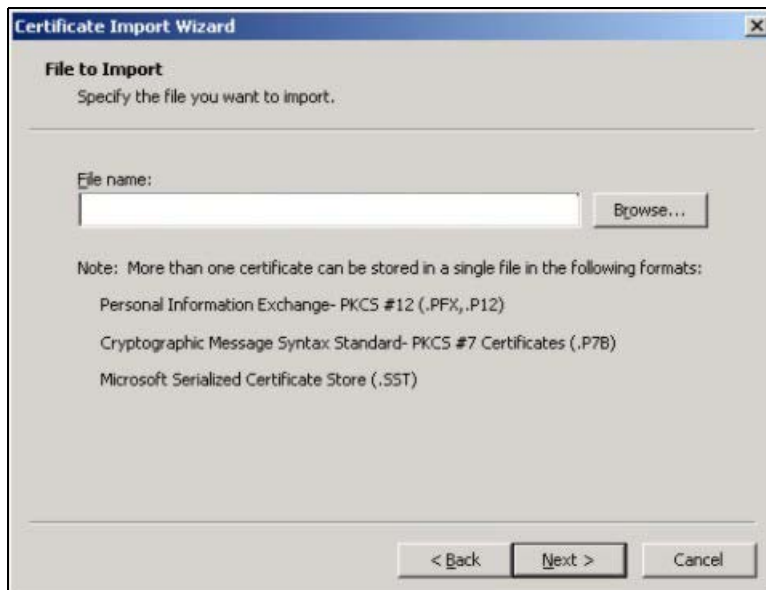 Certificate Import Wizard
File to Import
Specify the file you want to import.
File name:
Browse...
Note: More than one certificate can be stored in a single file in the following formats:
Personal Information Exchange- PKCS #12 (.PFX,.P12)
Cryptographic Message Syntax Standard- PKCS #7 Certificates (.P7B)
Microsoft Serialized Certificate Store (.SST)
< Back
Next >
Cancel